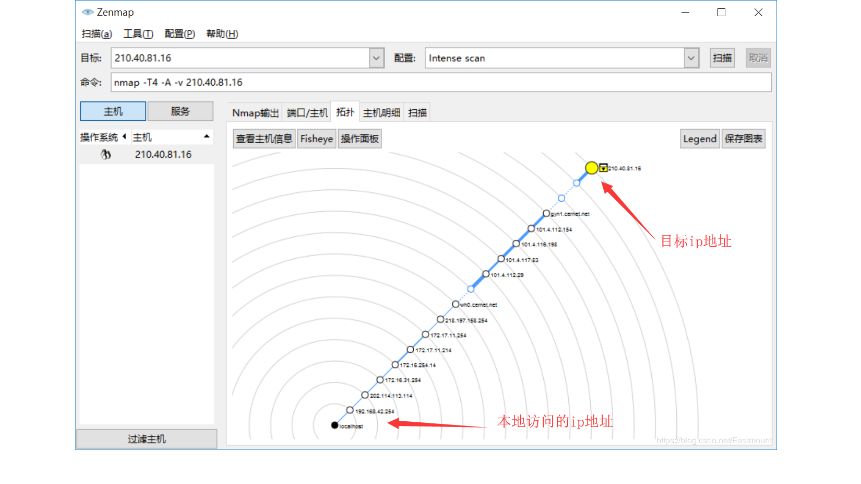 Zenmap
扫描(a) 工具(T) 配置(P) 帮助(H)
目标: 210.40.81.16 配置: Intense scan 扫描 取消
命令: nmap -T4 -A -v 210.40.81.16
主机 服务 Nmap输出 端口/主机 拓扑 主机明细 扫描
操作系统 主机 查看主机信息 Fisheye 操作面板 Legend 保存图表
210.40.81.16
210.40.81.16
gyn1.cernet.net
101.4.112.154
目标ip地址
101.4.116.198
101.4.117.53
101.4.112.29
wh0.cernet.net
218.197.158.254
172.17.11.254
172.17.11.214
172.15.254.14
172.16.31.254
202.114.113.114
192.168.42.254
本地访问的ip地址
localhost
过滤主机
https://blog.csdn.net/Eastmount